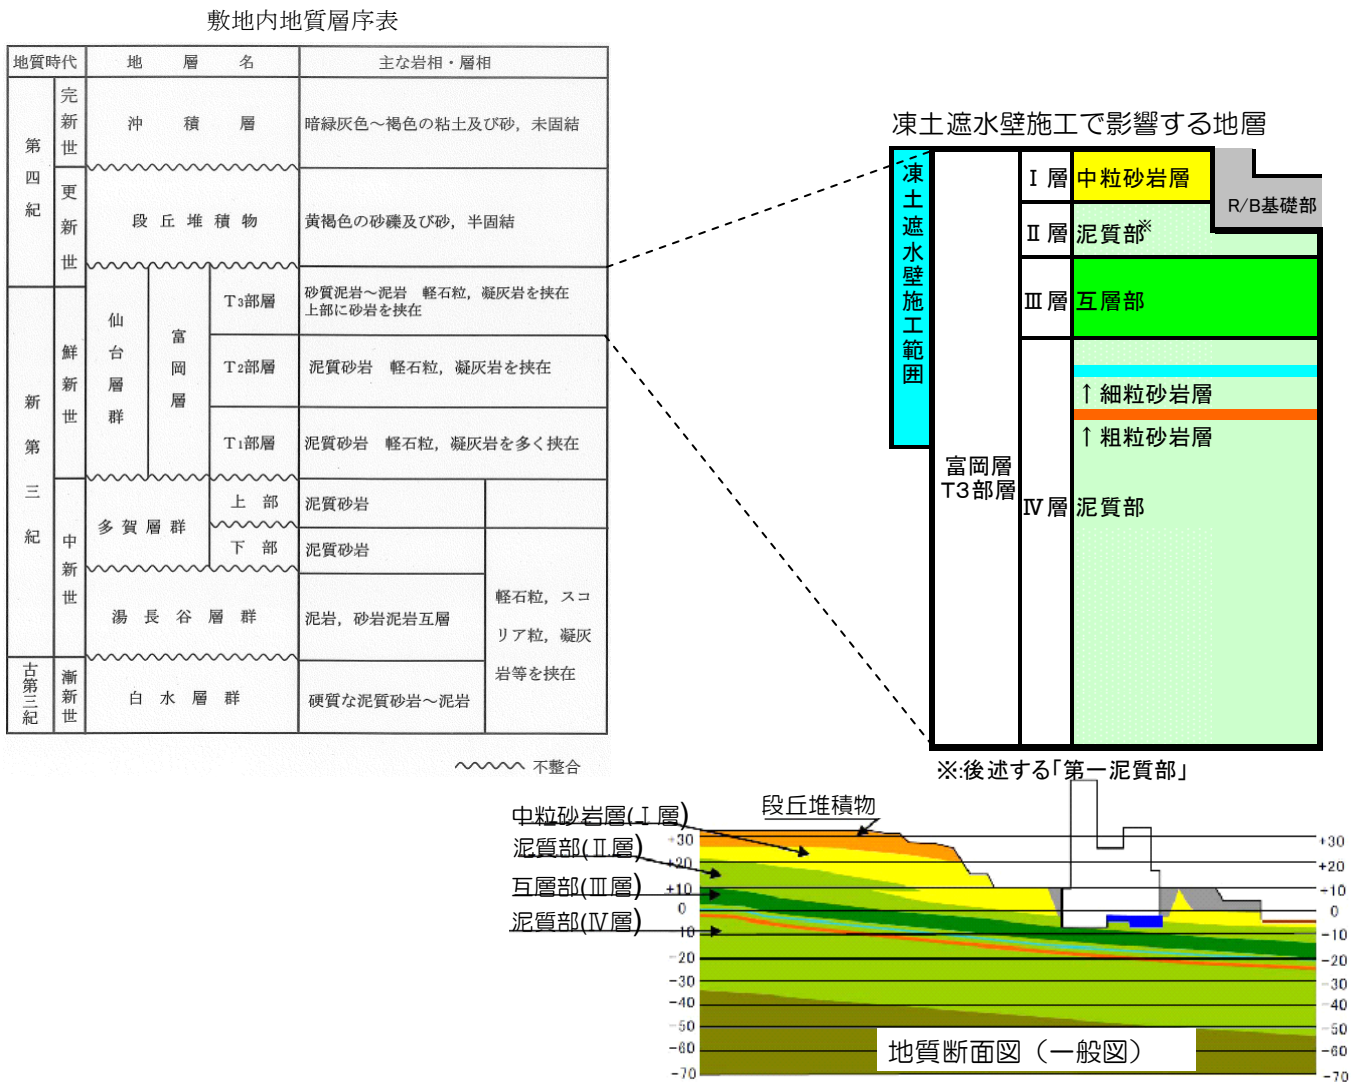 敷地内地質層序表
地質時代 地層名 主な岩相・層相
第四紀 完新世 沖積層 暗緑灰色～褐色の粘土及び砂，未固結
更新世 段丘堆積物 黄褐色の砂礫及び砂，半固結
新第三紀 鮮新世 仙台層群 富岡層 T3部層 砂質泥岩～泥岩 軽石粒，凝灰岩を挟在
上部に砂岩を挟在
T2部層 泥質砂岩 軽石粒，凝灰岩を挟在
T1部層 泥質砂岩 軽石粒，凝灰岩を多く挟在
中新世 多賀層群 上部 泥質砂岩
下部 泥質砂岩
湯長谷層群 泥岩，砂岩泥岩互層
軽石粒，スコ
リア粒，凝灰
岩等を挟在
古第三紀 漸新世 白水層群 硬質な泥質砂岩～泥岩
不整合
凍土遮水壁施工で影響する地層
凍土遮水壁施工範囲
富岡層
T3部層
Ⅰ層 中粒砂岩層
R/B基礎部
Ⅱ層 泥質部※
Ⅲ層 互層部
↑細粒砂岩層
↑粗粒砂岩層
Ⅳ層 泥質部
※:後述する｢第一泥質部｣
段丘堆積物
中粒砂岩層(Ⅰ層)
泥質部(Ⅱ層)
互層部(Ⅲ層)
泥質部(Ⅳ層)
+30 +30
+20 +20
+10 +10
0 0
-10 -10
-20 -20
-30 -30
-40 -40
-50 -50
-60 -60
-70 -70
地質断面図（一般図）